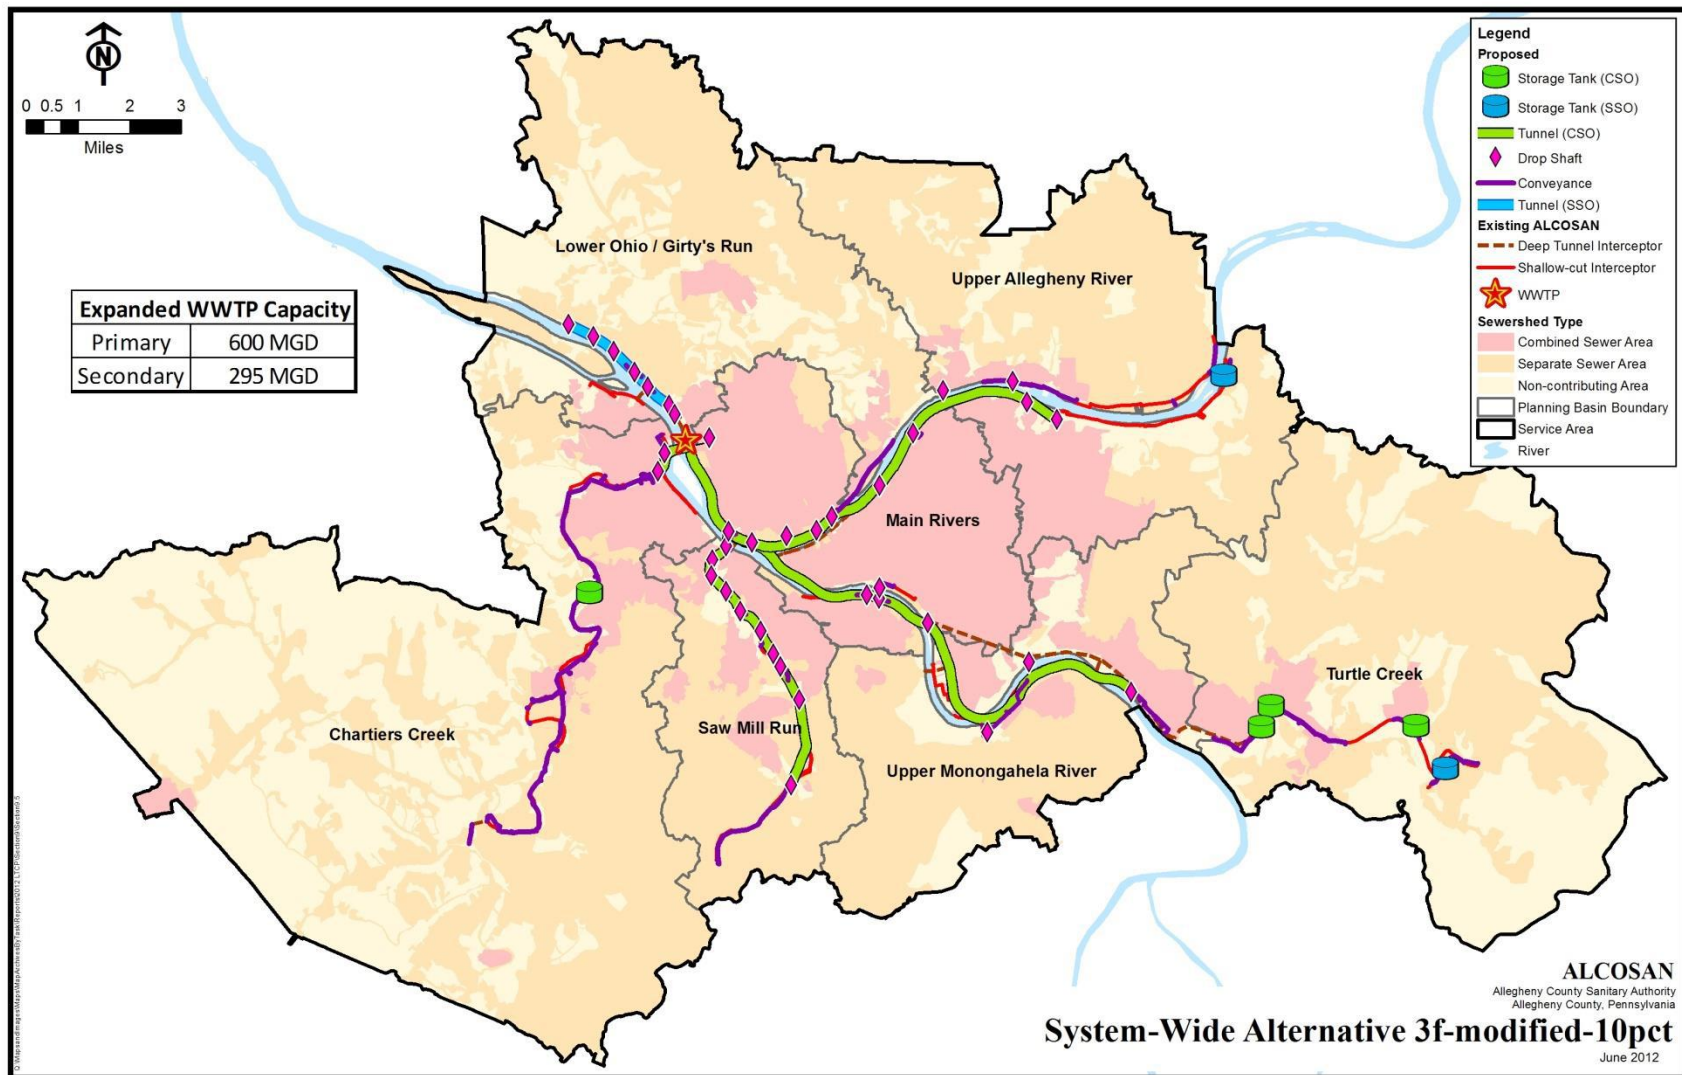 N
0 0.5 1 2 3
Miles
Expanded WWTP Capacity
Primary 600 MGD
Secondary 295 MGD
Legend
Proposed
Storage Tank (CSO)
Storage Tank (SSO)
Tunnel (CSO)
Drop Shaft
Conveyance
Tunnel (SSO)
Existing ALCOSAN
Deep Tunnel Interceptor
Shallow-cut Interceptor
WWTP
Sewershed Type
Combined Sewer Area
Separate Sewer Area
Non-contributing Area
Planning Basin Boundary
Service Area
River
Lower Ohio / Girty's Run
Upper Allegheny River
Main Rivers
Turtle Creek
Saw Mill Run
Chartiers Creek
Upper Monongahela River
ALCOSAN
Allegheny County Sanitary Authority
Allegheny County, Pennsylvania
System-Wide Alternative 3f-modified-10pct
June 2012